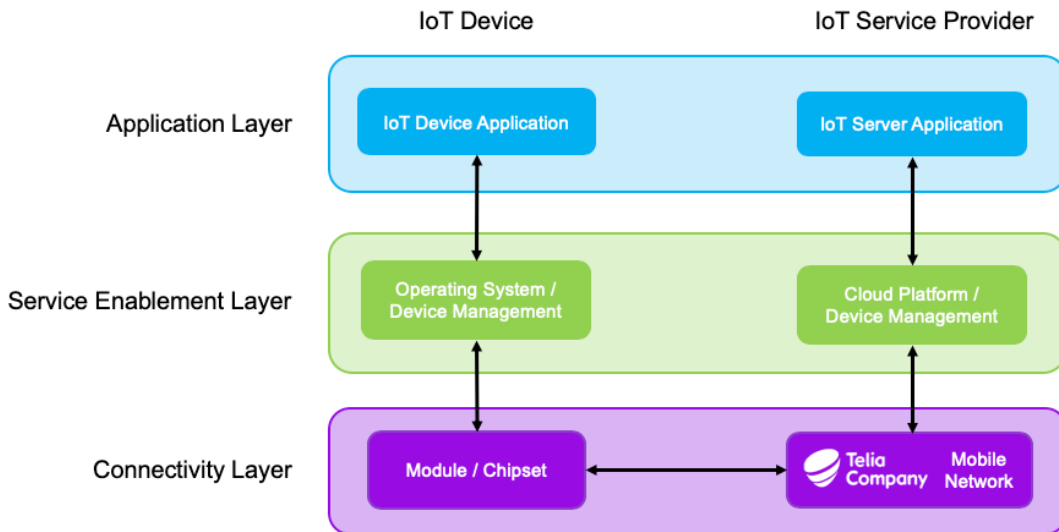 IoT Device
IoT Service Provider
Application Layer
IoT Device Application
IoT Server Application
Service Enablement Layer
Operating System /
Device Management
Cloud Platform /
Device Management
Connectivity Layer
Module / Chipset
Telia
Company
Mobile
Network